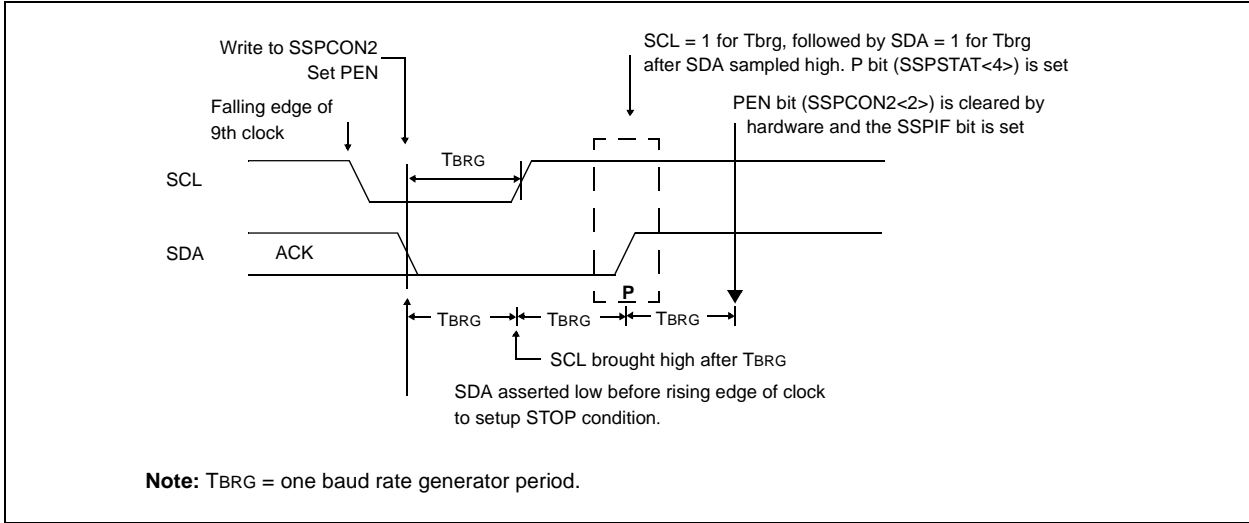 Write to SSPCON2
Set PEN
SCL = 1 for Tbrg, followed by SDA = 1 for Tbrg
after SDA sampled high. P bit (SSPSTAT<4>) is set
Falling edge of
9th clock
PEN bit (SSPCON2<2>) is cleared by
hardware and the SSPIF bit is set
TBRG
SCL
SDA
ACK
P
TBRG
TBRG
TBRG
SCL brought high after TBRG
SDA asserted low before rising edge of clock
to setup STOP condition.
Note: TBRG = one baud rate generator period.